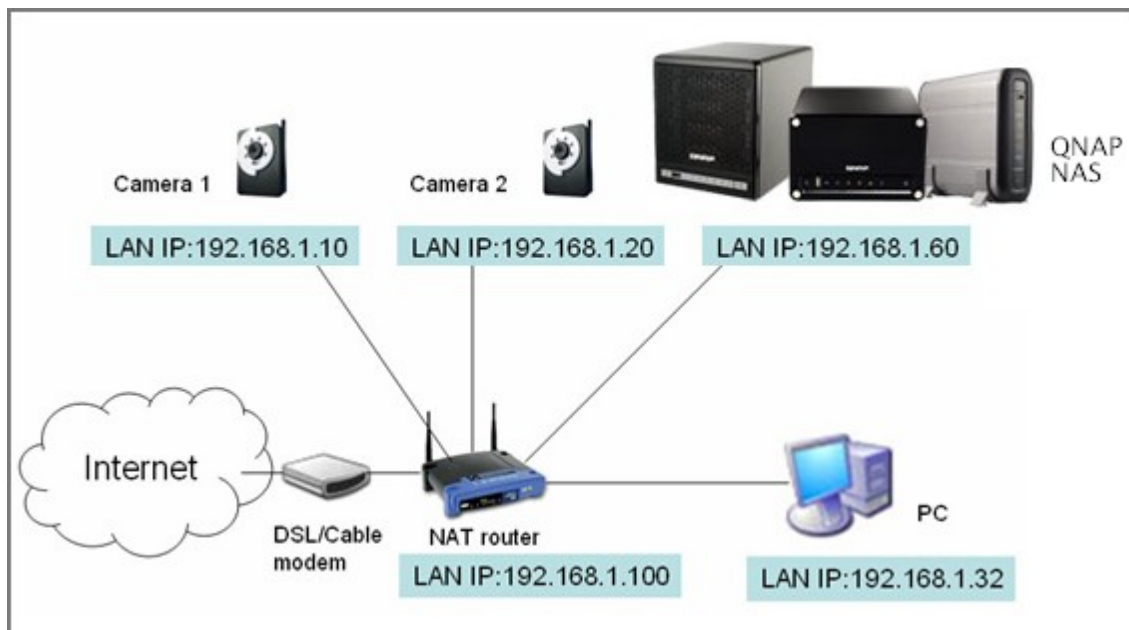 Camera 1
Camera 2
QNAP
NAS
LAN IP:192.168.1.10
LAN IP:192.168.1.20
LAN IP:192.168.1.60
Internet
DSL/Cable
modem
NAT router
PC
LAN IP:192.168.1.100
LAN IP:192.168.1.32